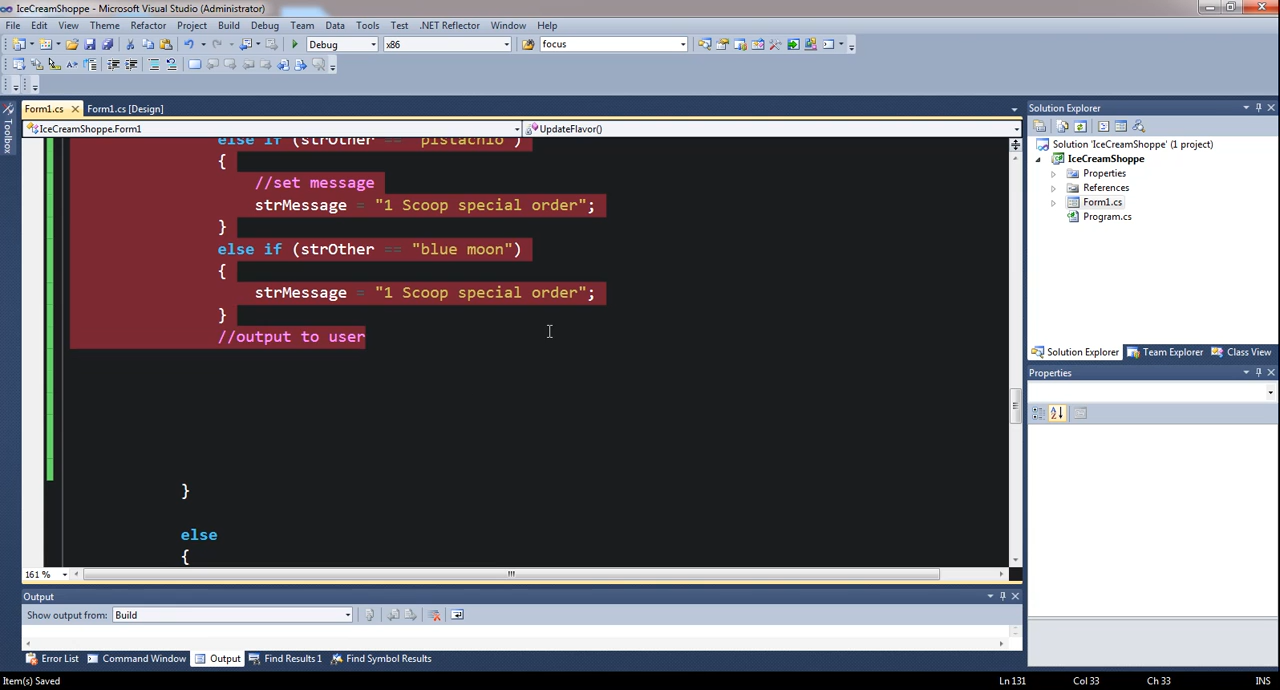 IceCreamShoppe - Microsoft Visual Studio (Administrator)
File Edit View Theme Refactor Project Build Debug Team Data Tools Test .NET Reflector Window Help
Debug x86 focus
Form1.cs Form1.cs [Design]
IceCreamShoppe.Form1 UpdateFlavor()
else if (strOther == "pistachio")
{
//set message
strMessage = "1 Scoop special order";
}
else if (strOther == "blue moon")
{
strMessage = "1 Scoop special order";
}
//output to user
}
else
{
161 %
Toolbox
Solution Explorer
Solution 'IceCreamShoppe' (1 project)
IceCreamShoppe
Properties
References
Form1.cs
Program.cs
Solution Explorer Team Explorer Class View
Properties
Output
Show output from: Build
Error List Command Window Output Find Results 1 Find Symbol Results
Item(s) Saved Ln 131 Col 33 Ch 33 INS